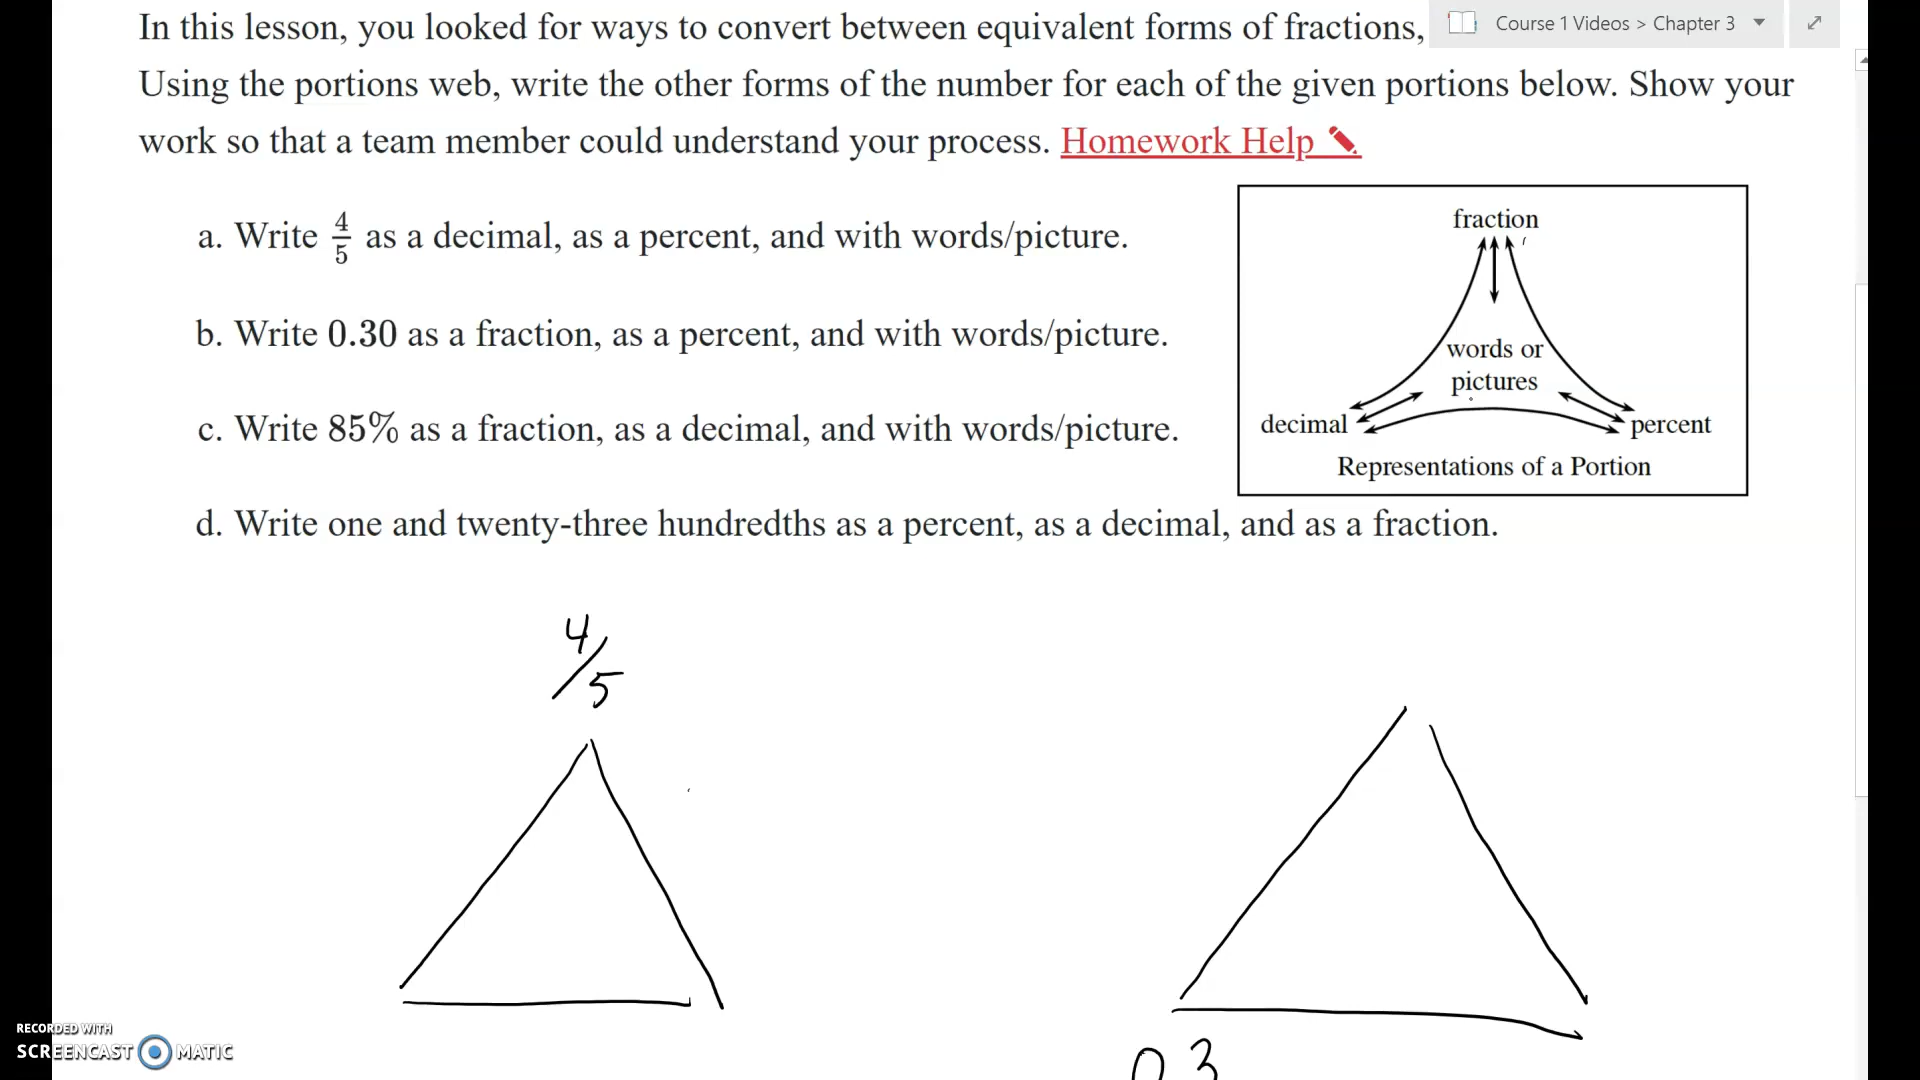 In this lesson, you looked for ways to convert between equivalent forms of fractions,
Course 1 Videos > Chapter 3
Using the portions web, write the other forms of the number for each of the given portions below. Show your
work so that a team member could understand your process. Homework Help
a. Write 4/5 as a decimal, as a percent, and with words/picture.
b. Write 0.30 as a fraction, as a percent, and with words/picture.
c. Write 85% as a fraction, as a decimal, and with words/picture.
d. Write one and twenty-three hundredths as a percent, as a decimal, and as a fraction.
fraction
words or
pictures
decimal
percent
Representations of a Portion
4/5
0.3
RECORDED WITH
SCREENCAST MATIC